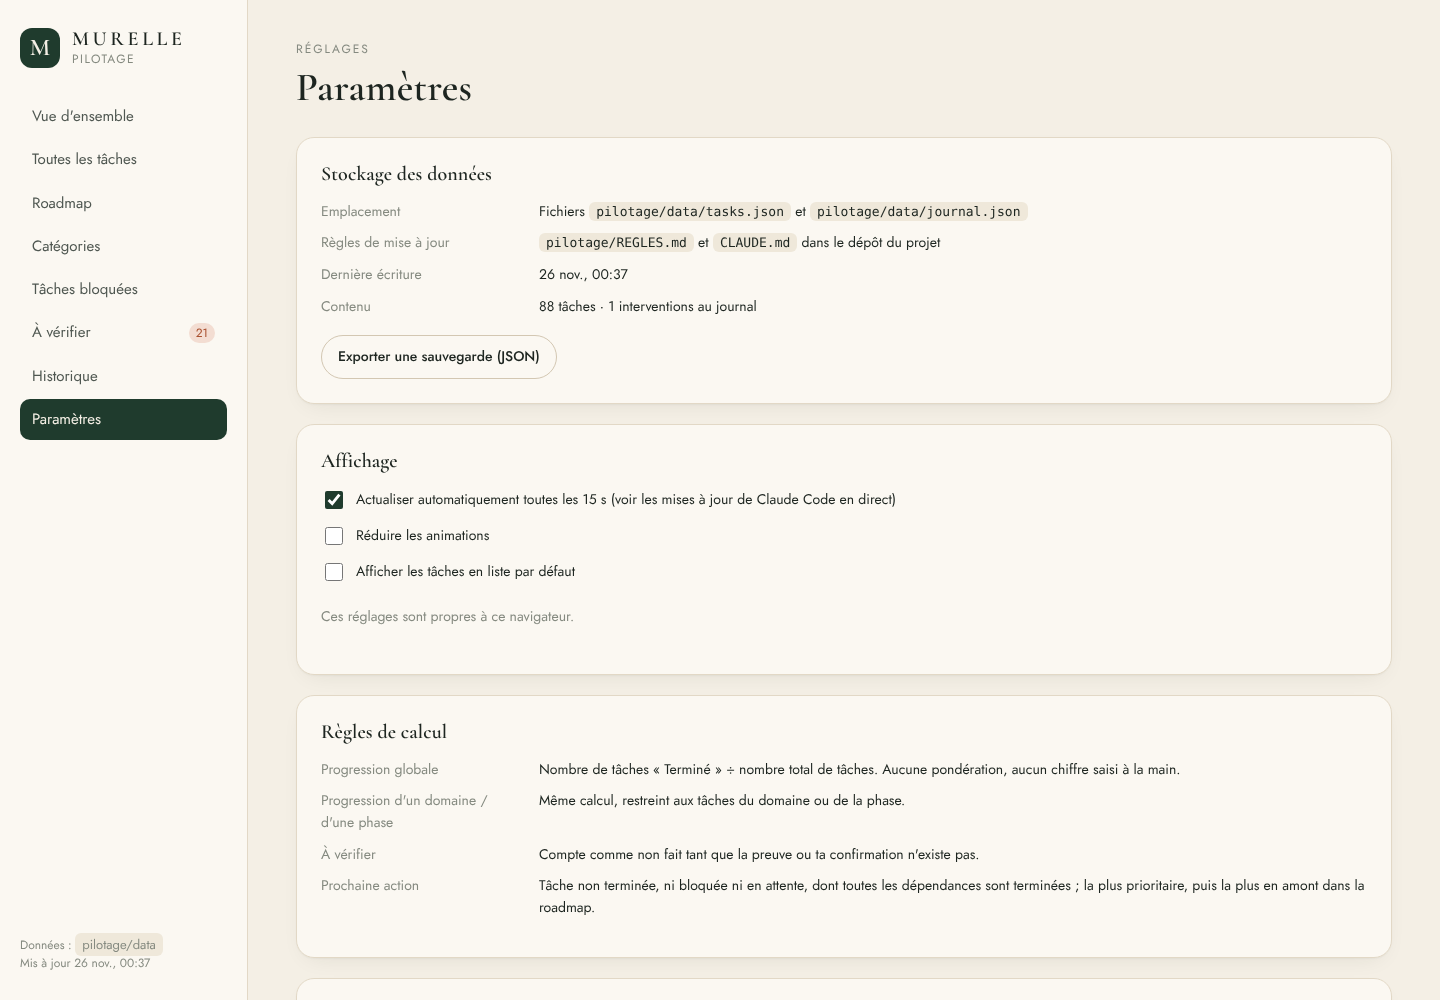 M
MURELLE
PILOTAGE
Vue d'ensemble
Toutes les tâches
Roadmap
Catégories
Tâches bloquées
À vérifier 21
Historique
Paramètres
Données : pilotage/data
Mis à jour 26 nov., 00:37
RÉGLAGES
Paramètres
Stockage des données
Emplacement Fichiers pilotage/data/tasks.json et pilotage/data/journal.json
Règles de mise à jour pilotage/REGLES.md et CLAUDE.md dans le dépôt du projet
Dernière écriture 26 nov., 00:37
Contenu 88 tâches · 1 interventions au journal
Exporter une sauvegarde (JSON)
Affichage
Actualiser automatiquement toutes les 15 s (voir les mises à jour de Claude Code en direct)
Réduire les animations
Afficher les tâches en liste par défaut
Ces réglages sont propres à ce navigateur.
Règles de calcul
Progression globale Nombre de tâches « Terminé » ÷ nombre total de tâches. Aucune pondération, aucun chiffre saisi à la main.
Progression d'un domaine / Même calcul, restreint aux tâches du domaine ou de la phase.
d'une phase
À vérifier Compte comme non fait tant que la preuve ou ta confirmation n'existe pas.
Prochaine action Tâche non terminée, ni bloquée ni en attente, dont toutes les dépendances sont terminées ; la plus prioritaire, puis la plus en amont dans la
roadmap.